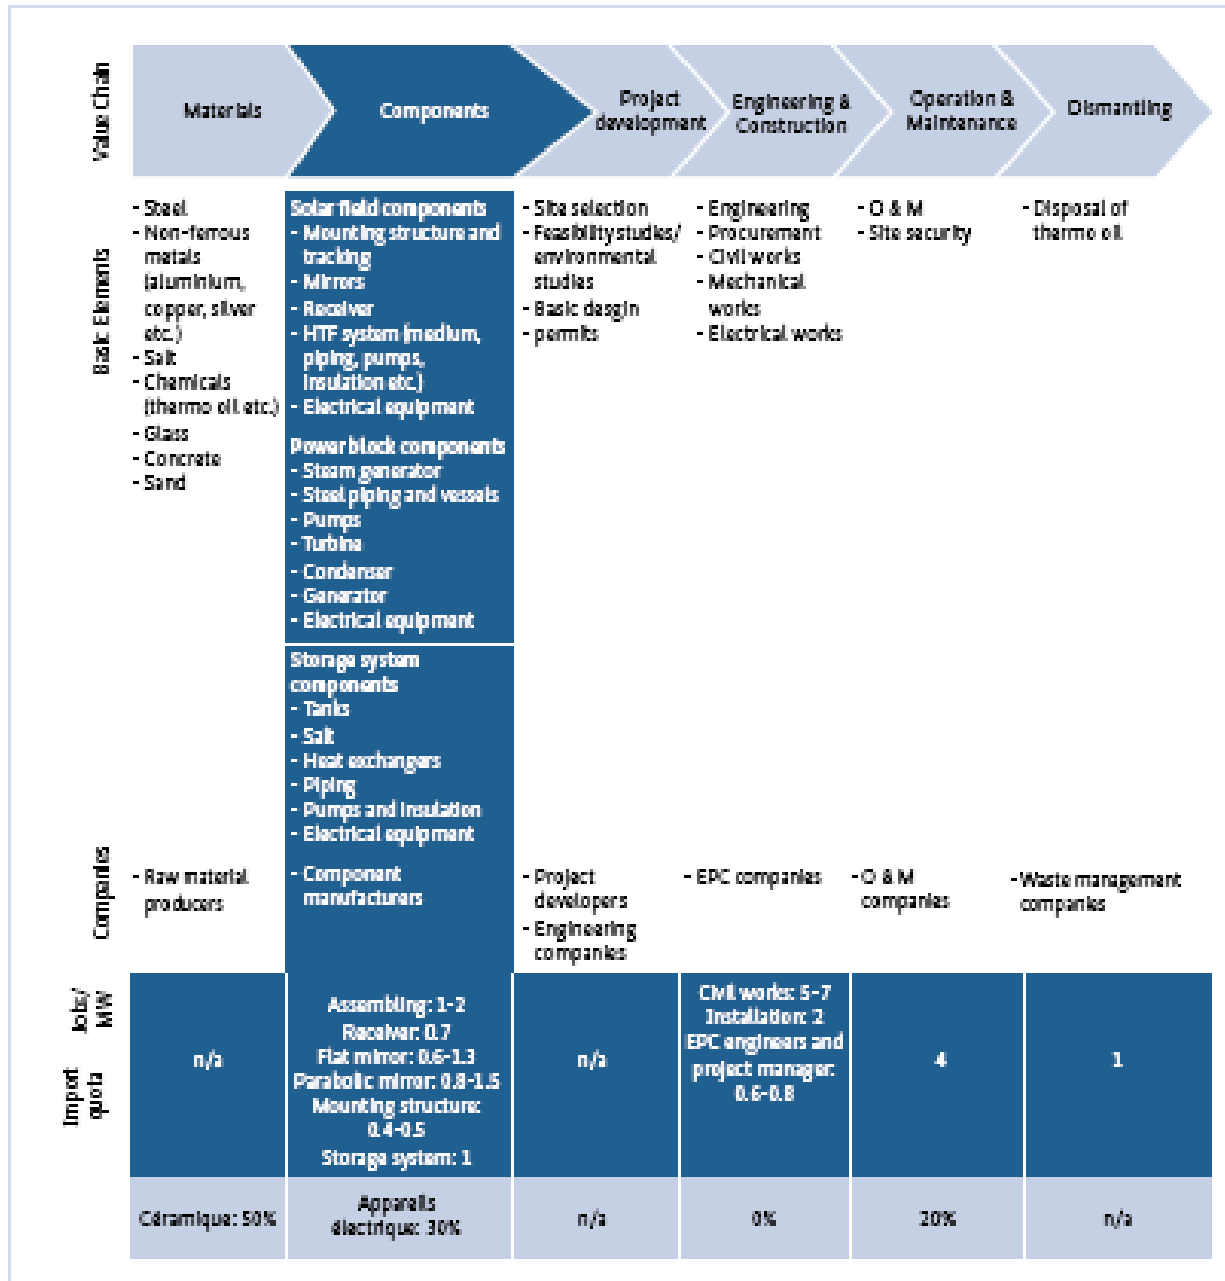 Value Chain
Materials
Components
Project
development
Engineering &
Construction
Operation &
Maintenance
Dismantling
Basic Elements
- Steel
- Non-ferrous
metals
(aluminium,
copper, silver
etc.)
- Salt
- Chemicals
(thermo oil etc.)
- Glass
- Concrete
- Sand
Solar field components
- Mounting structure and
tracking
- Mirrors
- Receiver
- HTF system (medium,
piping, pumps,
insulation etc.)
- Electrical equipment
Power block components
- Steam generator
- Steel piping and vessels
- Pumps
- Turbine
- Condenser
- Generator
- Electrical equipment
Storage system
components
- Tanks
- Salt
- Heat exchangers
- Piping
- Pumps and insulation
- Electrical equipment
- Site selection
- Feasibility studies/
environmental
studies
- Basic desgin
- permits
- Engineering
- Procurement
- Civil works
- Mechanical
works
- Electrical works
- O & M
- Site security
- Disposal of
thermo oil
Companies
- Raw material
producers
- Component
manufacturers
- Project
developers
- Engineering
companies
- EPC companies
- O & M
companies
- Waste management
companies
Jobs/
MW
n/a
Assembling: 1-2
Receiver: 0.7
Flat mirror: 0.6-1.3
Parabolic mirror: 0.8-1.5
Mounting structure:
0.4-0.5
Storage system: 1
n/a
Civil works: 5-7
Installation: 2
EPC engineers and
project manager:
0.6-0.8
4
1
Import
quota
Céramique: 50%
Appareils
électrique: 30%
n/a
0%
20%
n/a